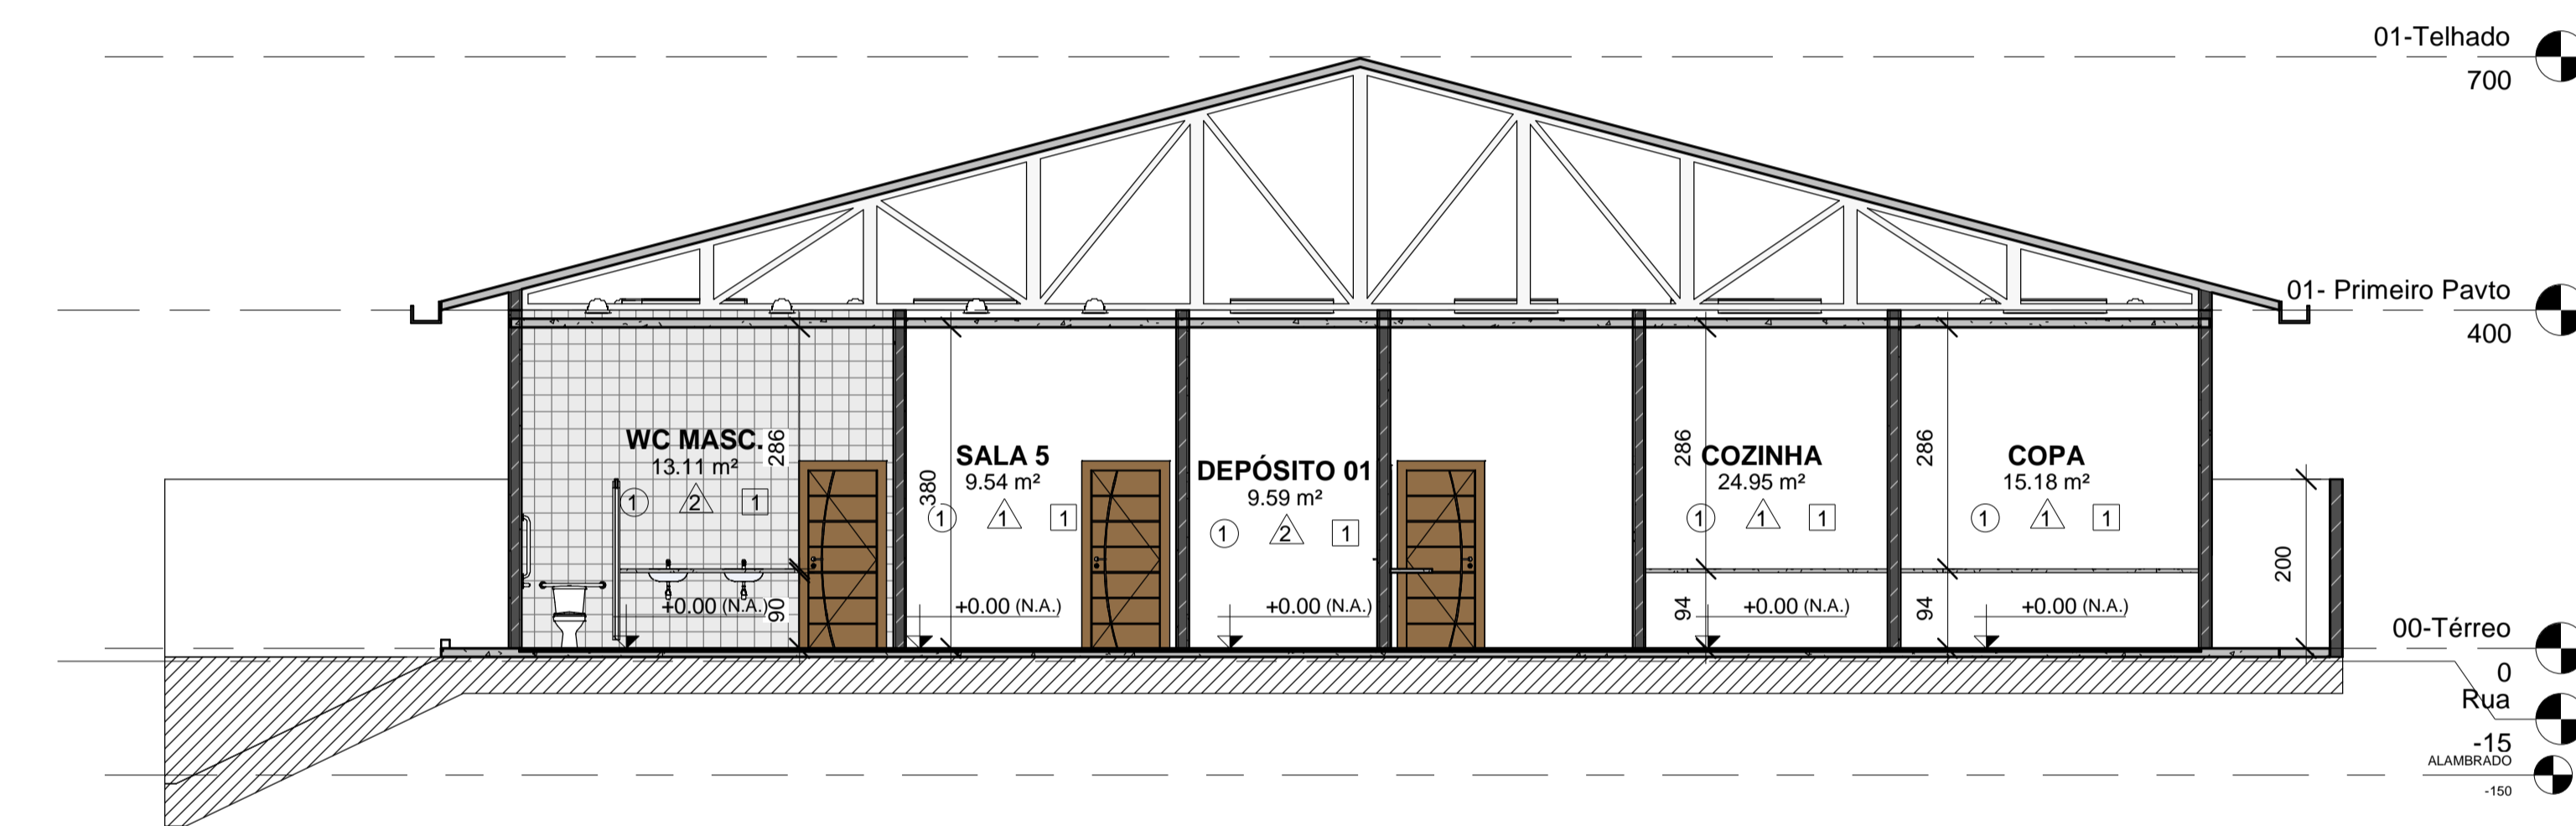 01-Telhado
700
01- Primeiro Pavto
400
WC MASC.
13.11 m²
1 2 1
286
90
+0.00 (N.A.)
SALA 5
9.54 m²
1 1 1
380
+0.00 (N.A.)
DEPÓSITO 01
9.59 m²
1 2 1
+0.00 (N.A.)
COZINHA
24.95 m²
1 1 1
286
94
+0.00 (N.A.)
COPA
15.18 m²
1 1 1
286
94
+0.00 (N.A.)
200
00-Térreo
0
Rua
-15
ALAMBRADO
-150